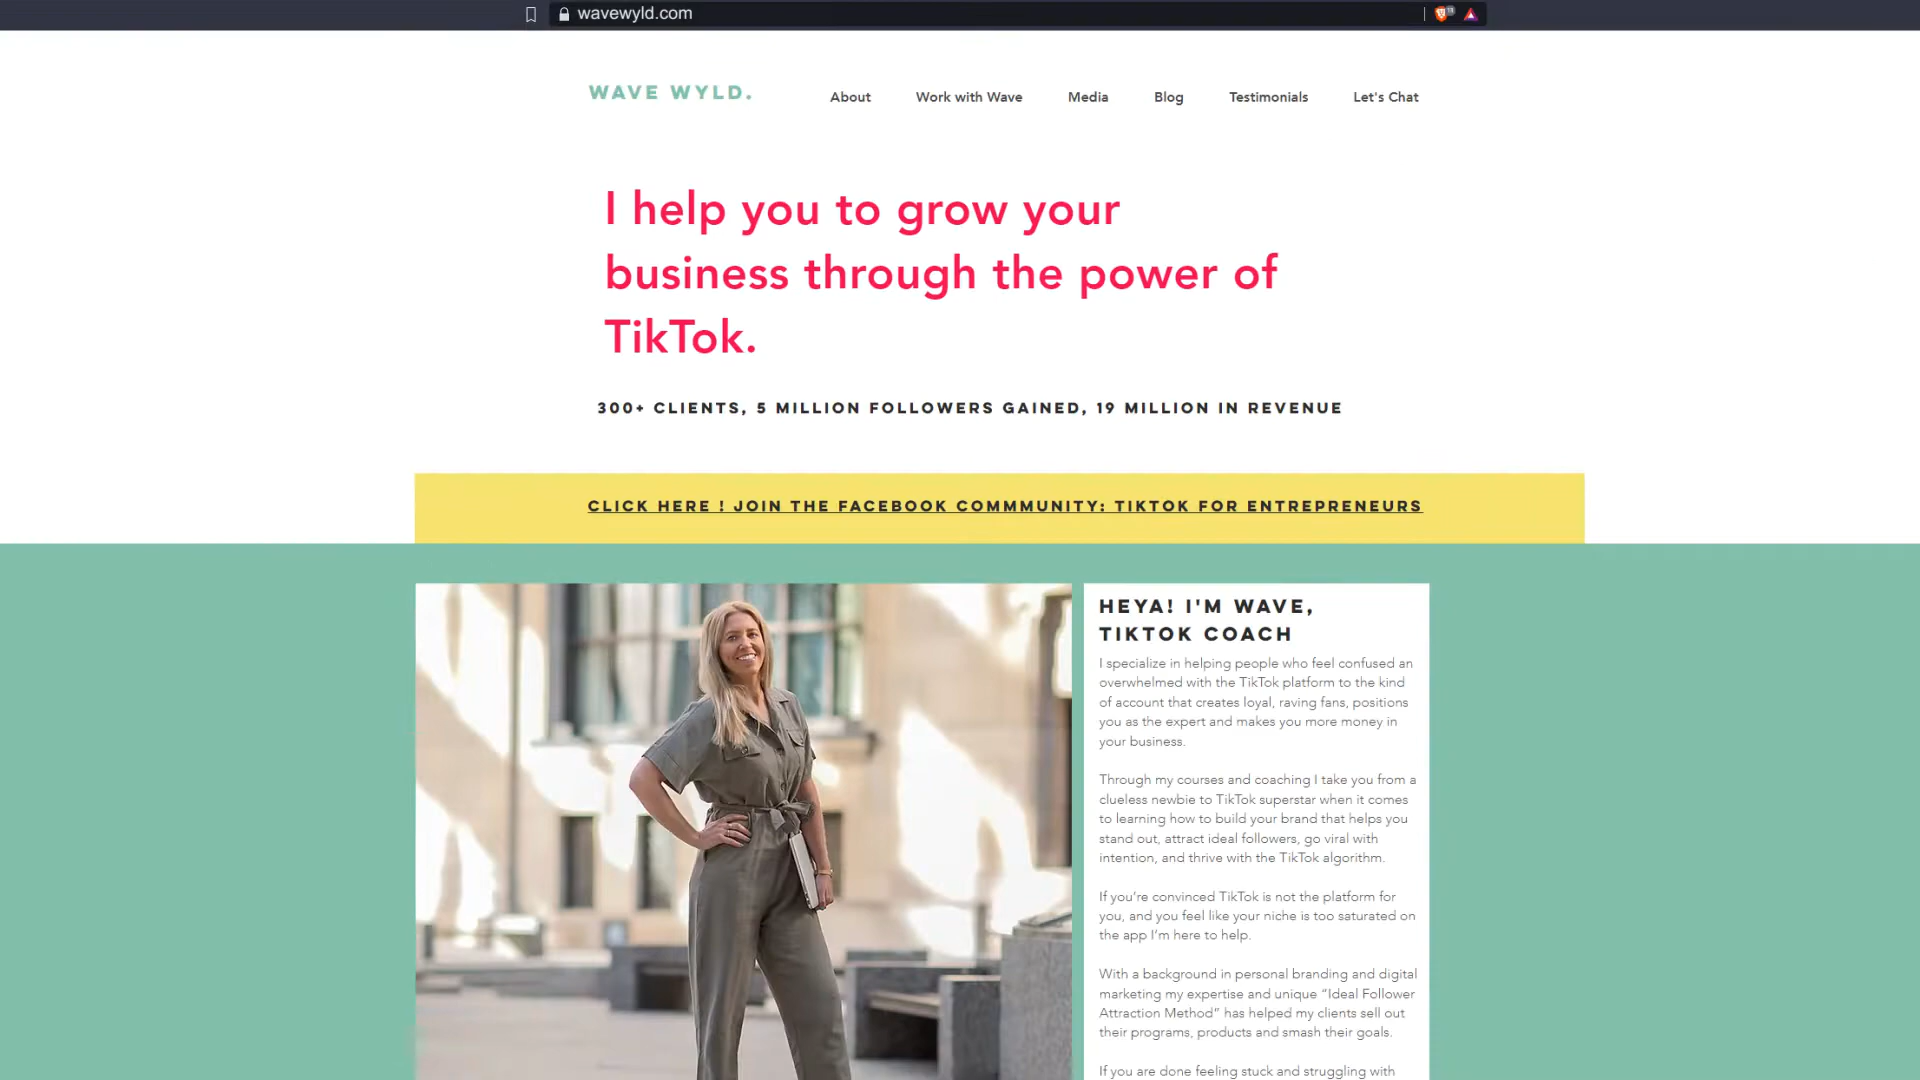 wavewyld.com
WAVE WYLD.
About
Work with Wave
Media
Blog
Testimonials
Let's Chat
I help you to grow your
business through the power of
TikTok.
300+ CLIENTS, 5 MILLION FOLLOWERS GAINED, 19 MILLION IN REVENUE
CLICK HERE ! JOIN THE FACEBOOK COMMMUNITY: TIKTOK FOR ENTREPRENEURS
HEYA! I'M WAVE,
TIKTOK COACH
I specialize in helping people who feel confused an
overwhelmed with the TikTok platform to the kind
of account that creates loyal, raving fans, positions
you as the expert and makes you more money in
your business.
Through my courses and coaching I take you from a
clueless newbie to TikTok superstar when it comes
to learning how to build your brand that helps you
stand out, attract ideal followers, go viral with
intention, and thrive with the TikTok algorithm.
If you’re convinced TikTok is not the platform for
you, and you feel like your niche is too saturated on
the app I’m here to help.
With a background in personal branding and digital
marketing my expertise and unique “Ideal Follower
Attraction Method” has helped my clients sell out
their programs, products and smash their goals.
If you are done feeling stuck and struggling with